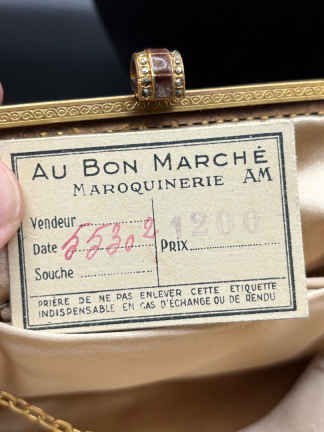 AU BON MARCHÉ
MAROQUINERIE AM
Vendeur
Date 55302
Prix 1200
Souche
PRIÈRE DE NE PAS ENLEVER CETTE ÉTIQUETTE
INDISPENSABLE EN CAS D'ÉCHANGE OU DE RENDU